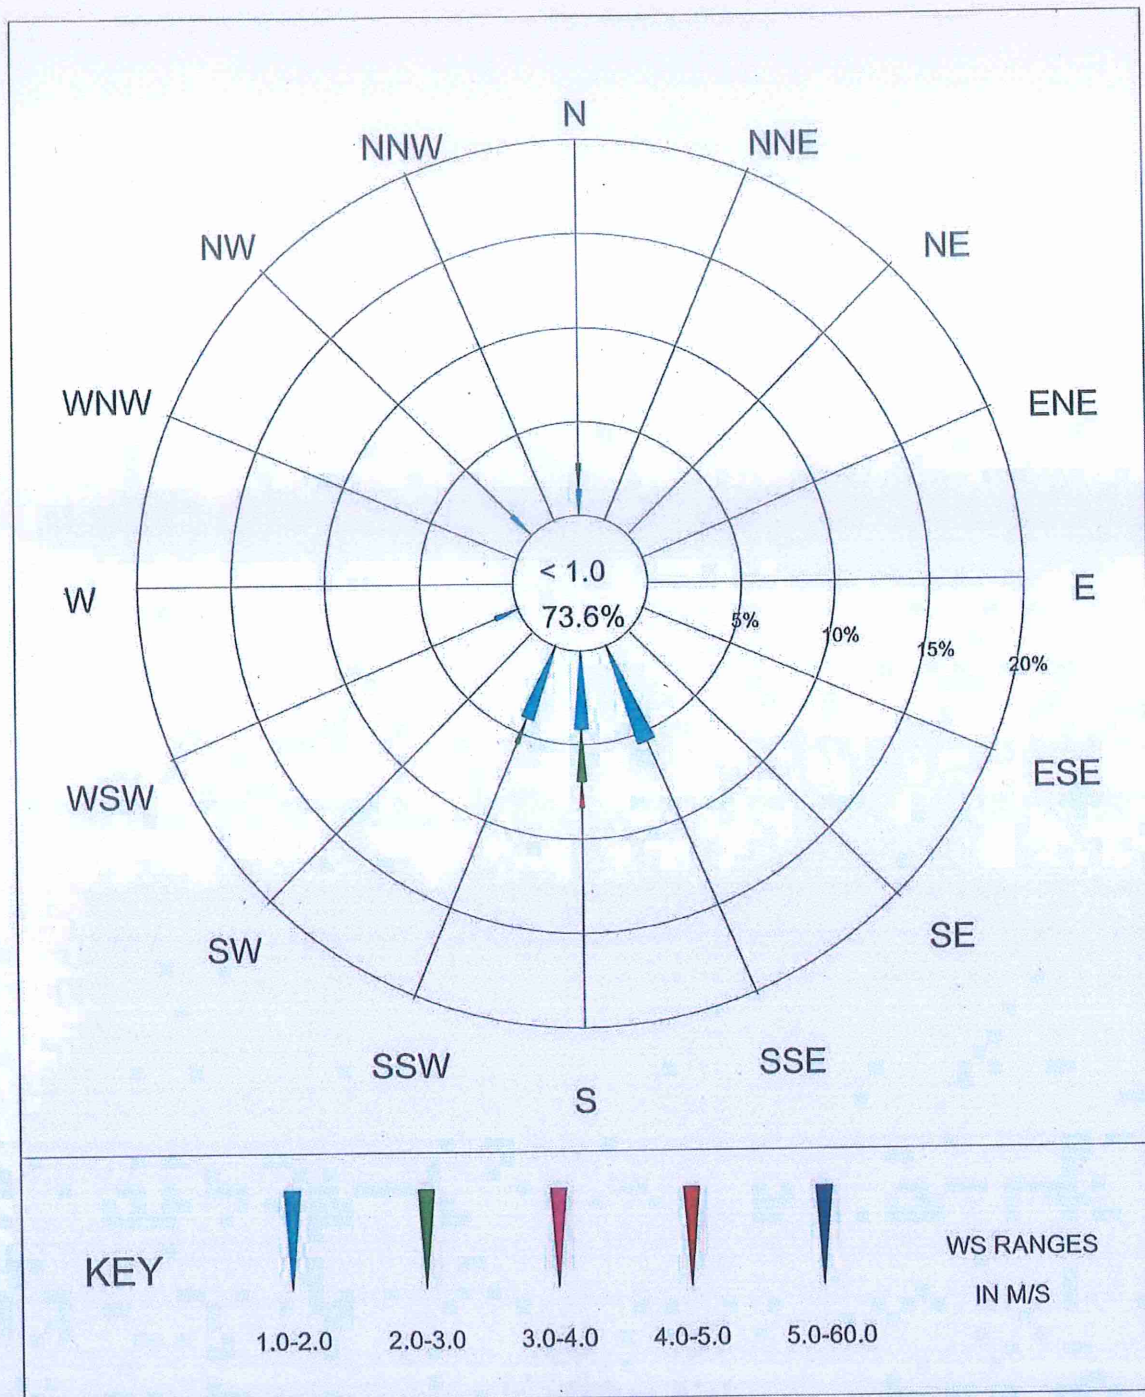 N
NNW
NNE
NW
NE
WNW
ENE
< 1.0
W
E
73.6%
5%
10%
15%
20%
WSW
ESE
SW
SE
SSW
SSE
S
KEY
WS RANGES
IN M/S
1.0-2.0
2.0-3.0
3.0-4.0
4.0-5.0
5.0-60.0